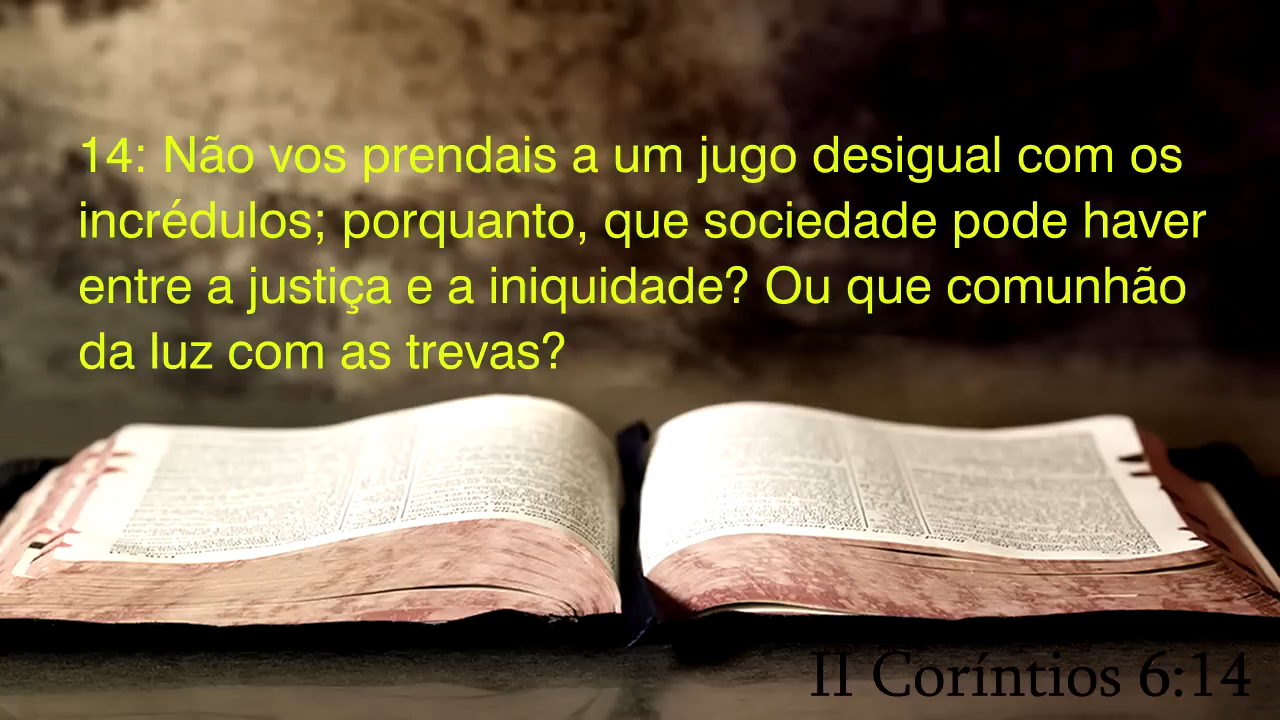 14: Não vos prendais a um jugo desigual com os
incrédulos; porquanto, que sociedade pode haver
entre a justiça e a iniquidade? Ou que comunhão
da luz com as trevas?
II Coríntios 6:14